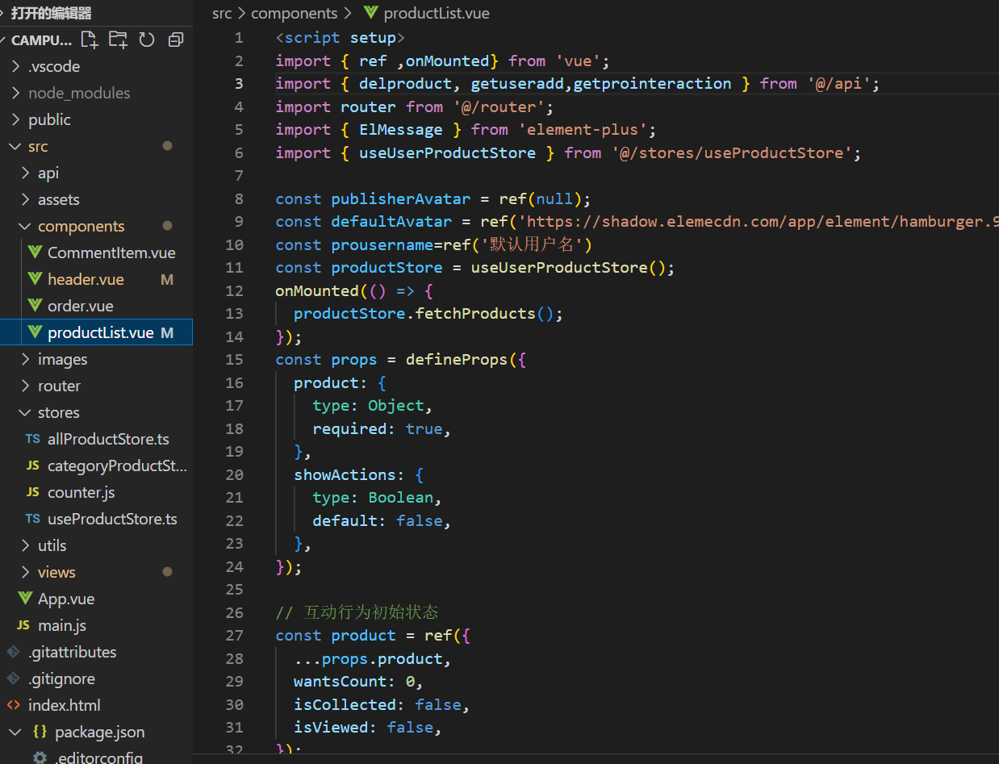 打开的编辑器
CAMPU...
.vscode
node_modules
public
src
api
assets
components
CommentItem.vue
header.vue M
order.vue
productList.vue M
images
router
stores
TS allProductStore.ts
JS categoryProductSt...
JS counter.js
TS useProductStore.ts
utils
views
App.vue
JS main.js
.gitattributes
.gitignore
<> index.html
{} package.json
.editorconfig
src > components > productList.vue
1 <script setup>
2 import { ref ,onMounted} from 'vue';
3 import { delproduct, getuseradd,getprointeraction } from '@/api';
4 import router from '@/router';
5 import { ElMessage } from 'element-plus';
6 import { useUserProductStore } from '@/stores/useProductStore';
7
8 const publisherAvatar = ref(null);
9 const defaultAvatar = ref('https://shadow.elemecdn.com/app/element/hamburger.9
10 const prousername=ref('默认用户名')
11 const productStore = useUserProductStore();
12 onMounted(() => {
13 productStore.fetchProducts();
14 });
15 const props = defineProps({
16 product: {
17 type: Object,
18 required: true,
19 },
20 showActions: {
21 type: Boolean,
22 default: false,
23 },
24 });
25
26 // 互动行为初始状态
27 const product = ref({
28 ...props.product,
29 wantsCount: 0,
30 isCollected: false,
31 isViewed: false,
32 });